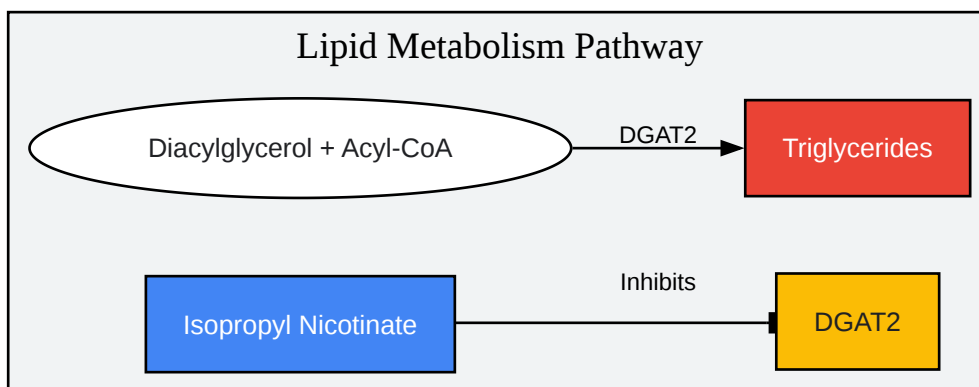 Lipid Metabolism Pathway
Diacylglycerol + Acyl-CoA
DGAT2
Triglycerides
Inhibits
Isopropyl Nicotinate
DGAT2